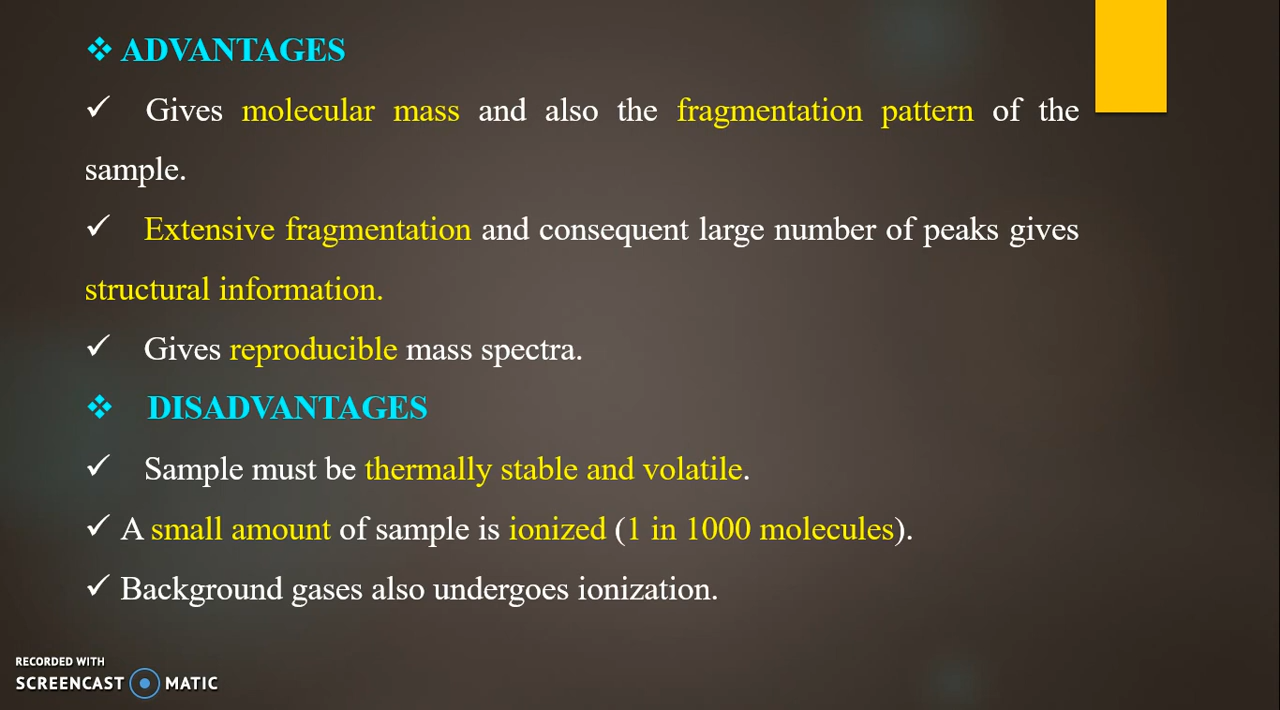 ❖ ADVANTAGES
✓ Gives molecular mass and also the fragmentation pattern of the
sample.
✓ Extensive fragmentation and consequent large number of peaks gives
structural information.
✓ Gives reproducible mass spectra.
❖ DISADVANTAGES
✓ Sample must be thermally stable and volatile.
✓ A small amount of sample is ionized (1 in 1000 molecules).
✓ Background gases also undergoes ionization.
RECORDED WITH
SCREENCAST MATIC